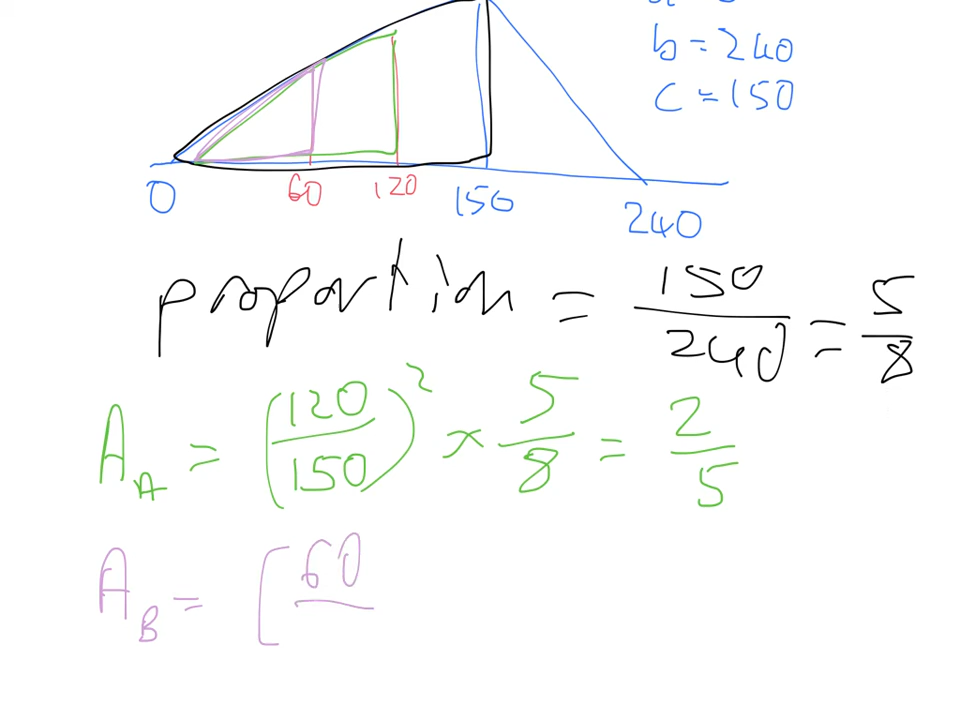 b = 240
c = 150
0 60 120 150 240
proportion = 150/240 = 5/8
A_A = (120/150)^2 × 5/8 = 2/5
A_B = [60